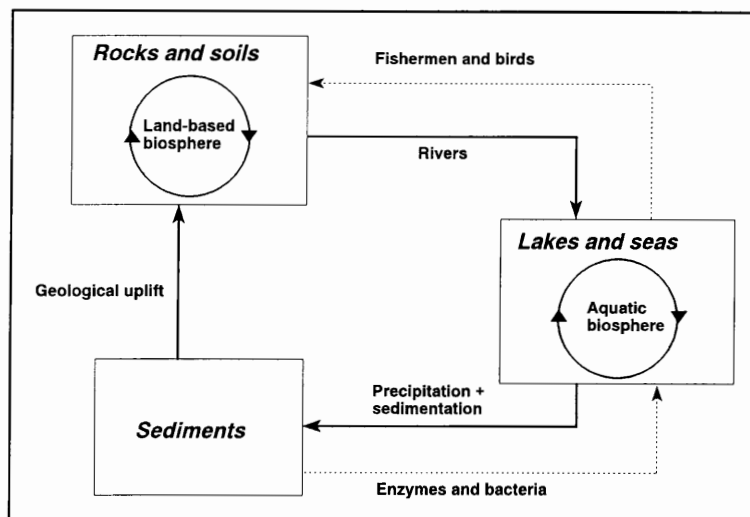 Rocks and soils
Fishermen and birds
Land-based
biosphere
Rivers
Lakes and seas
Geological uplift
Aquatic
biosphere
Precipitation +
sedimentation
Sediments
Enzymes and bacteria